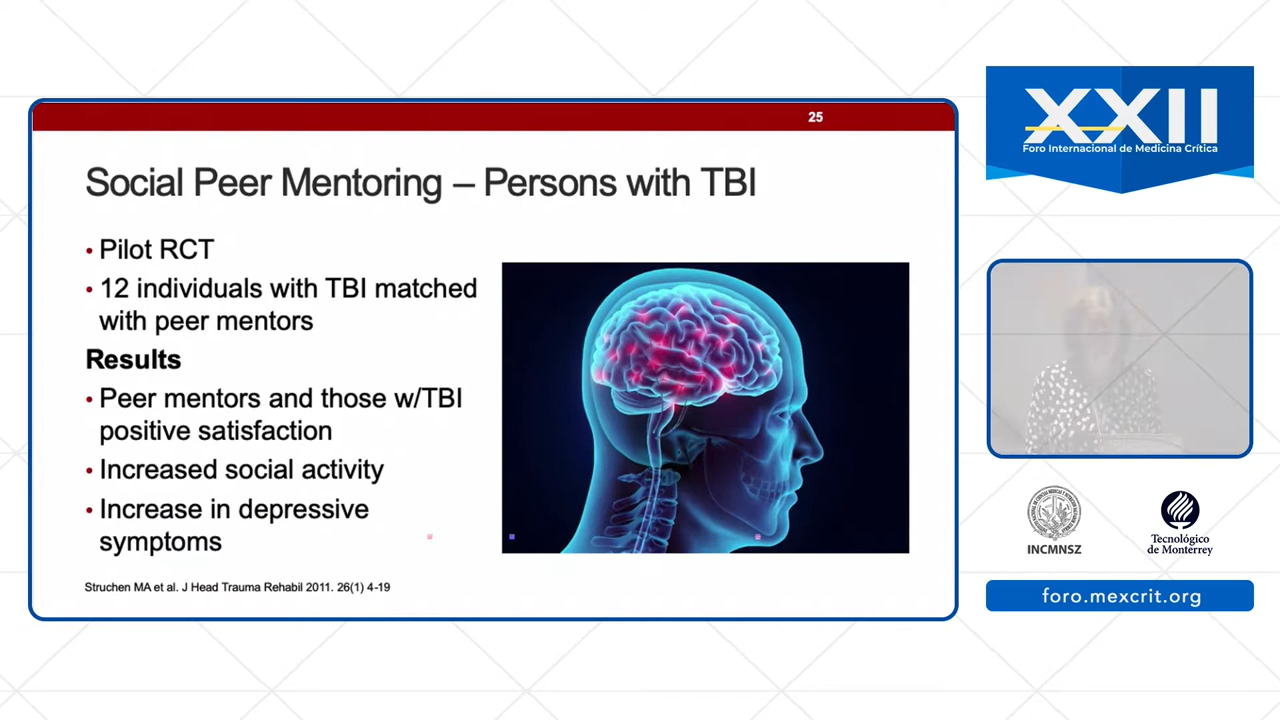 25
Social Peer Mentoring – Persons with TBI
• Pilot RCT
• 12 individuals with TBI matched
with peer mentors
Results
• Peer mentors and those w/TBI
positive satisfaction
• Increased social activity
• Increase in depressive
symptoms
Struchen MA et al. J Head Trauma Rehabil 2011. 26(1) 4-19
XXII
Foro Internacional de Medicina Crítica
INCMNSZ
Tecnológico
de Monterrey
foro.mexcrit.org